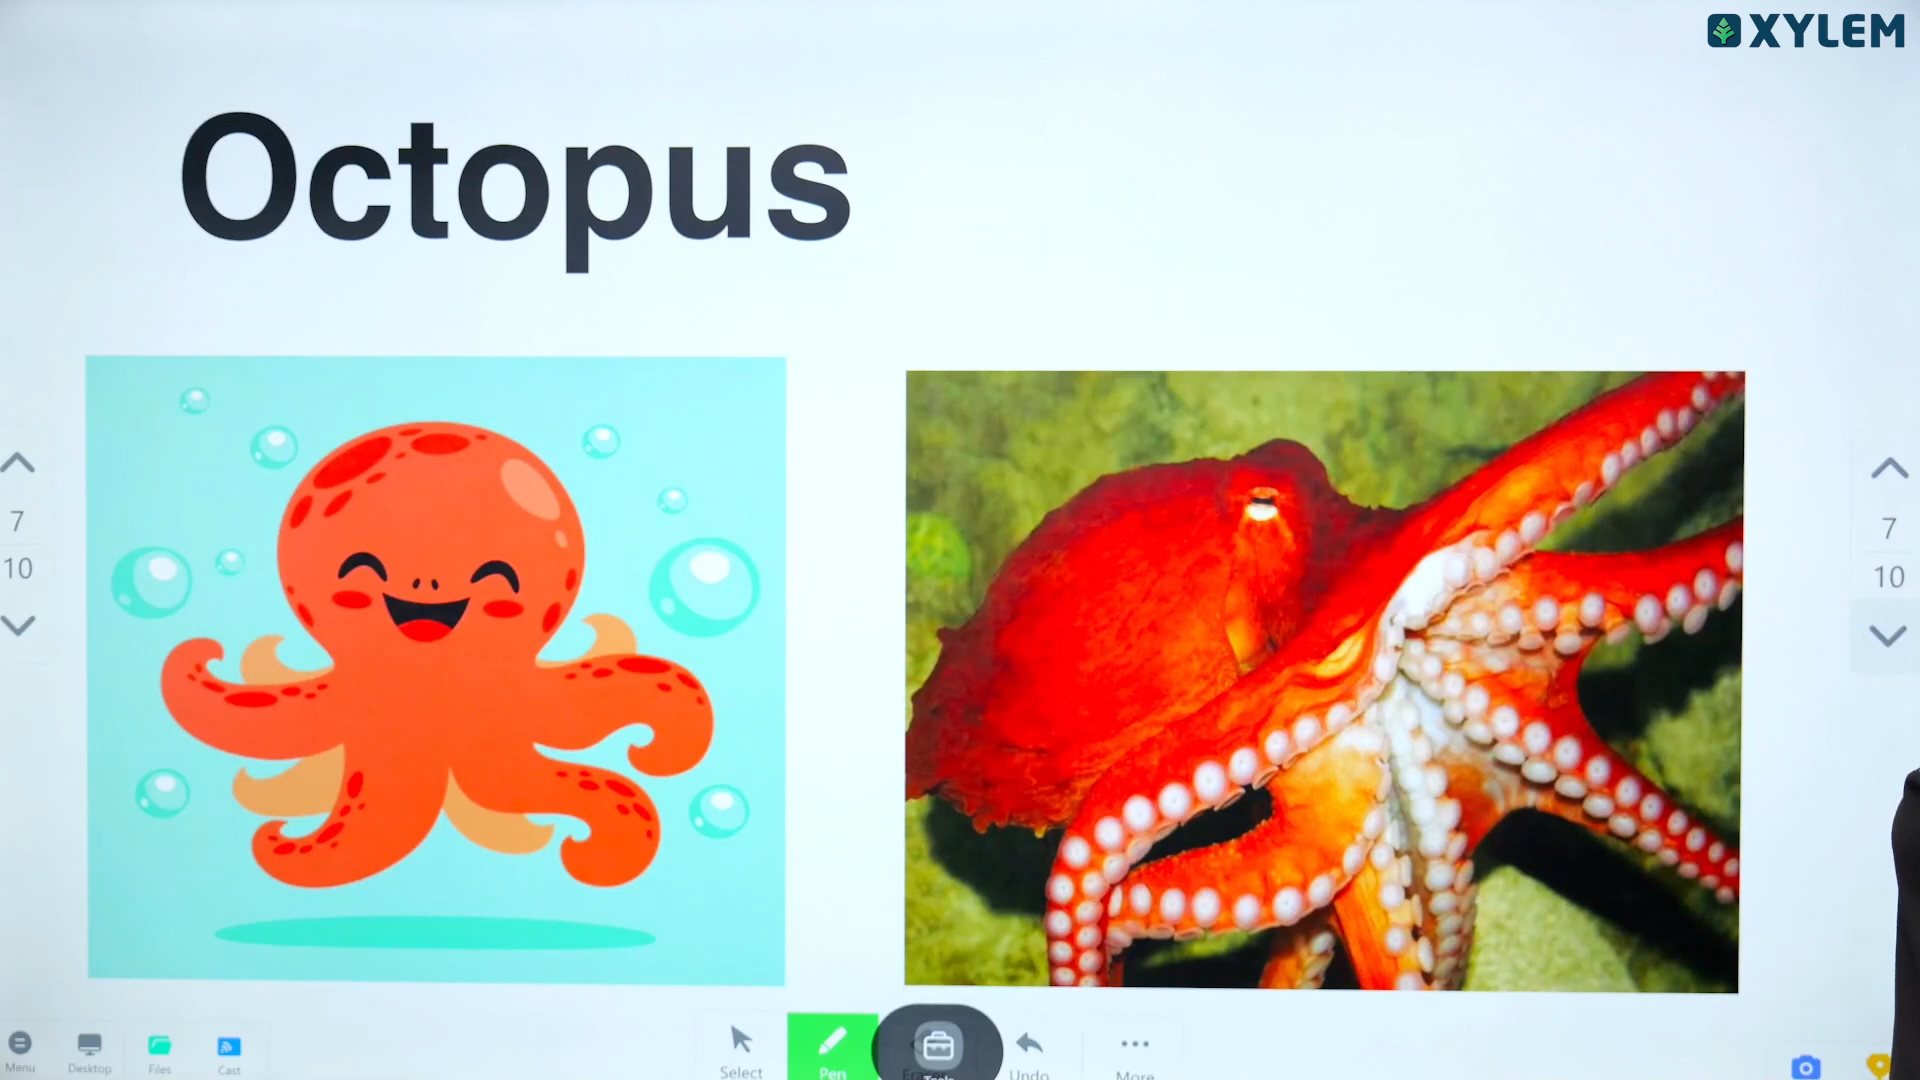 XYLEM
Octopus
7
10
7
10
Menu
Desktop
Files
Cast
Select
Pen
Undo
More